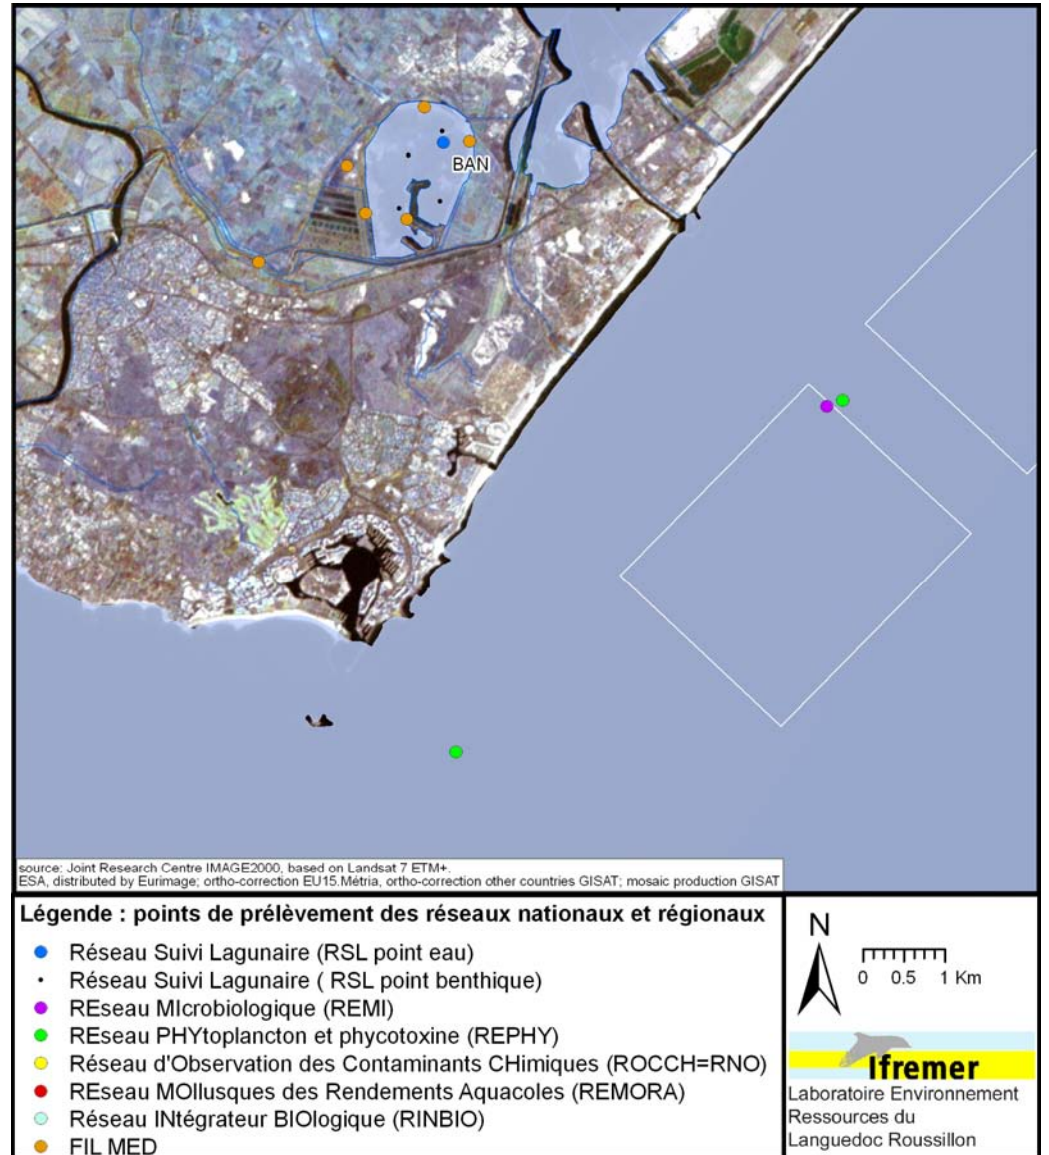 BAN
source: Joint Research Centre IMAGE2000, based on Landsat 7 ETM+.
ESA, distributed by Eurimage; ortho-correction EU15.Métria, ortho-correction other countries GISAT; mosaic production GISAT
Légende : points de prélèvement des réseaux nationaux et régionaux
Réseau Suivi Lagunaire (RSL point eau)
Réseau Suivi Lagunaire ( RSL point benthique)
REseau MIcrobiologique (REMI)
REseau PHYtoplancton et phycotoxine (REPHY)
Réseau d'Observation des Contaminants CHimiques (ROCCH=RNO)
REseau MOllusques des Rendements Aquacoles (REMORA)
Réseau INtégrateur BIOlogique (RINBIO)
FIL MED
N
0 0.5 1 Km
Ifremer
Laboratoire Environnement
Ressources du
Languedoc Roussillon